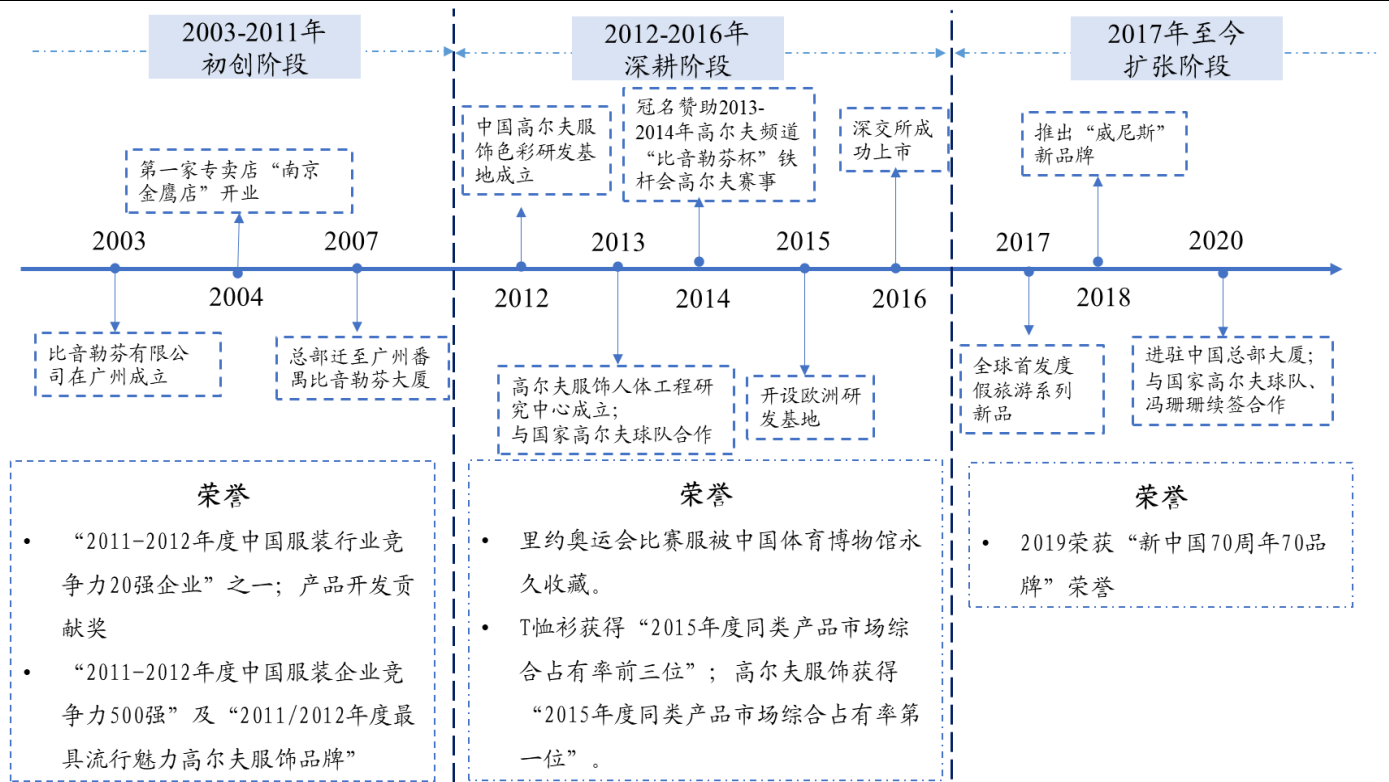 2003-2011年
初创阶段
2012-2016年
深耕阶段
2017年至今
扩张阶段
第一家专卖店“南京
金鹰店”开业
中国高尔夫服
饰色彩研发基
地成立
冠名赞助2013-
2014年高尔夫频道
“比音勒芬杯”铁
杆会高尔夫赛事
深交所成
功上市
推出“威尼斯”
新品牌
2003
2004
2007
2012
2013
2014
2015
2016
2017
2018
2020
比音勒芬有限公
司在广州成立
总部迁至广州番
禺比音勒芬大厦
高尔夫服饰人体工程研
究中心成立;
与国家高尔夫球队合作
开设欧洲研
发基地
全球首发度
假旅游系列
新品
进驻中国总部大厦;
与国家高尔夫球队、
冯珊珊续签合作
荣誉
• “2011-2012年度中国服装行业竞
争力20强企业”之一; 产品开发贡
献奖
• “2011-2012年度中国服装企业竞
争力500强”及“2011/2012年度最
具流行魅力高尔夫服饰品牌”
荣誉
• 里约奥运会比赛服被中国体育博物馆永
久收藏。
• T恤衫获得“2015年度同类产品市场综
合占有率前三位”; 高尔夫服饰获得
“2015年度同类产品市场综合占有率第
一位”。
荣誉
• 2019荣获“新中国70周年70品
牌”荣誉